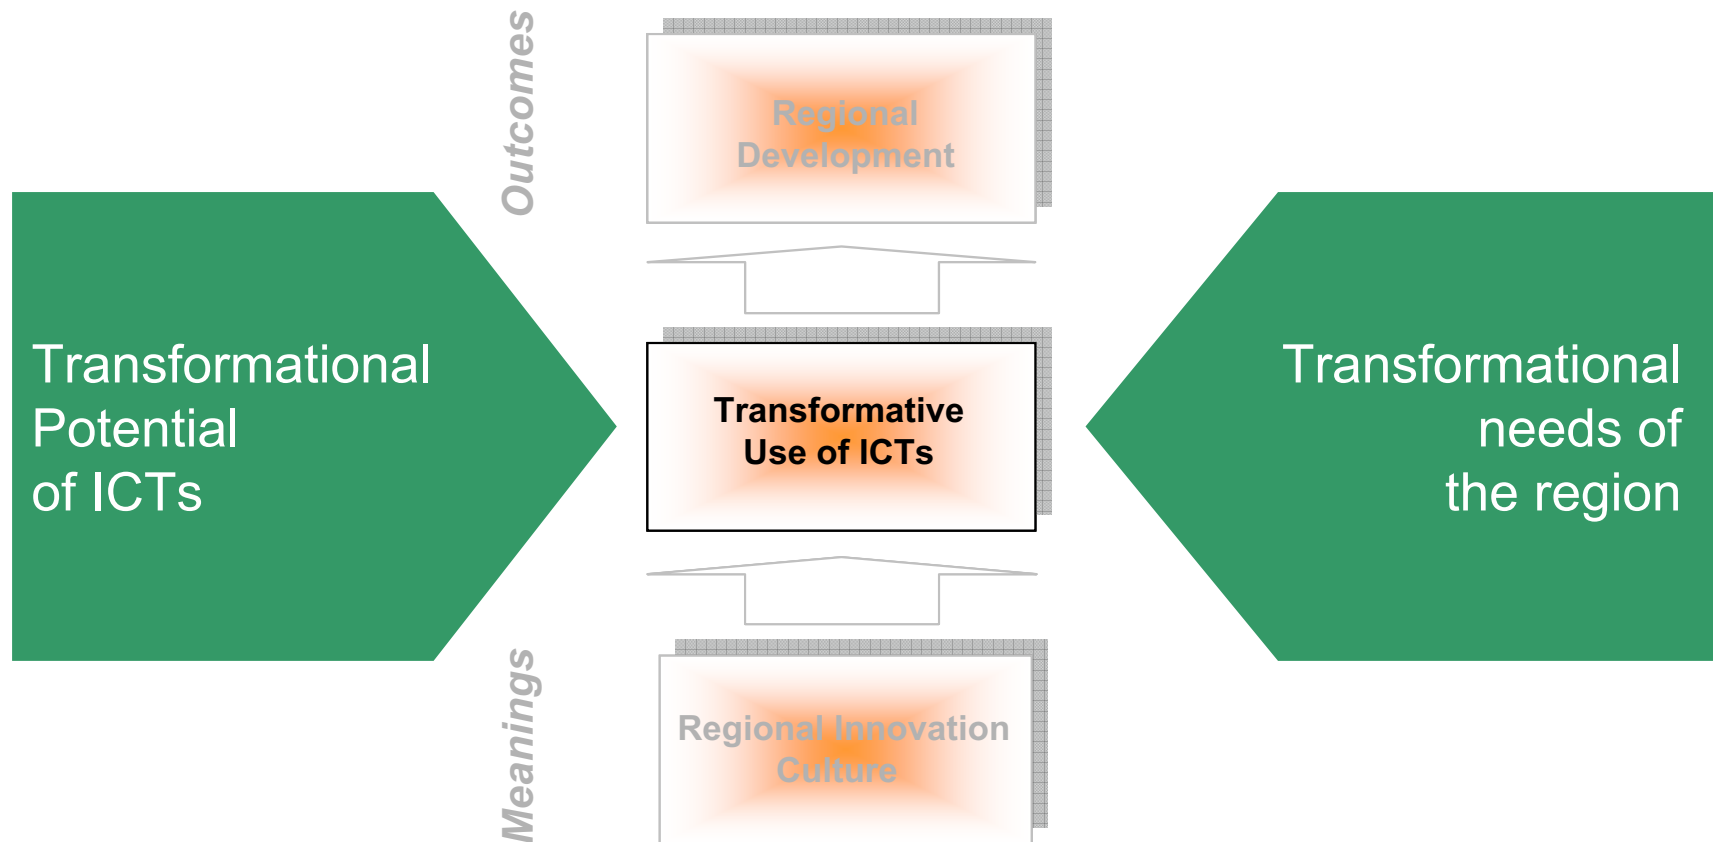 Outcomes
Regional
Development
Transformational
Potential
of ICTs
Transformative
Use of ICTs
Transformational
needs of
the region
Meanings
Regional Innovation
Culture